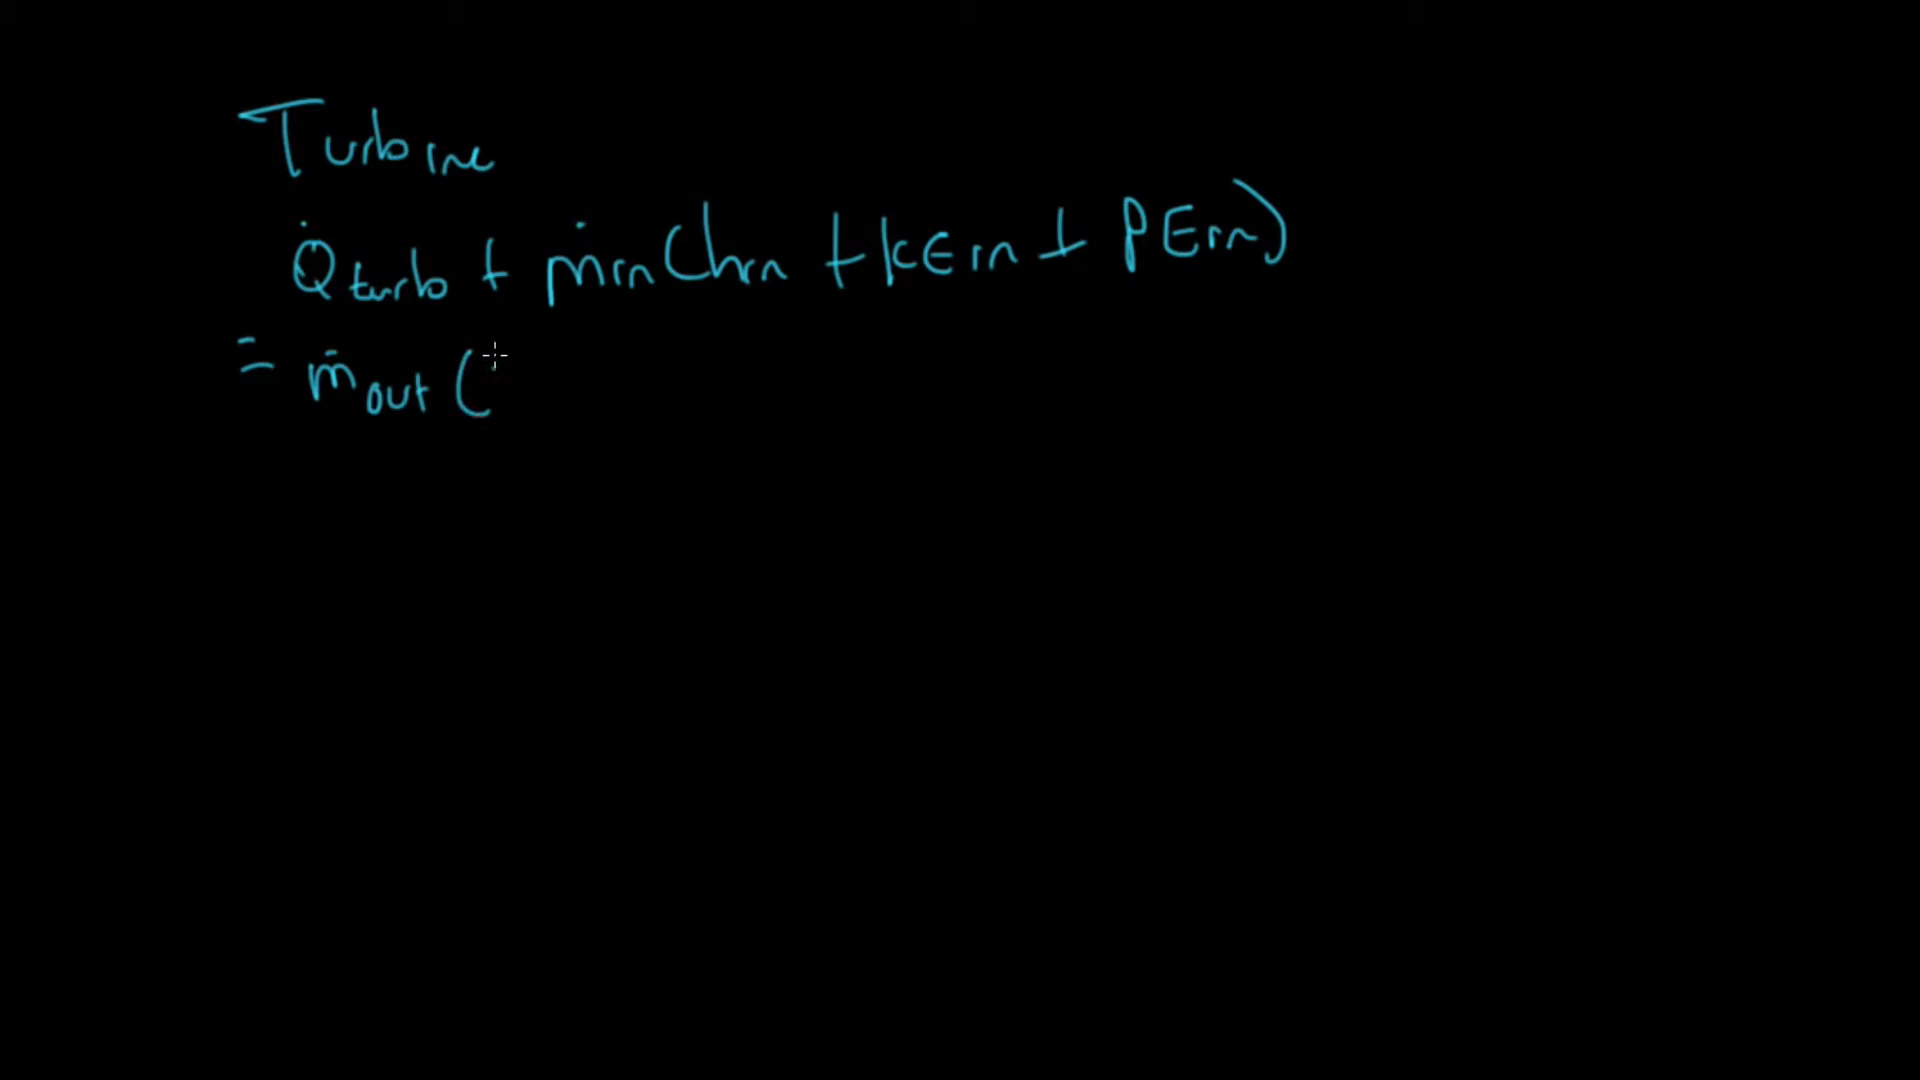 Turbine
Q̇turb + ṁin(hin + KEin + PEin)
= ṁout (